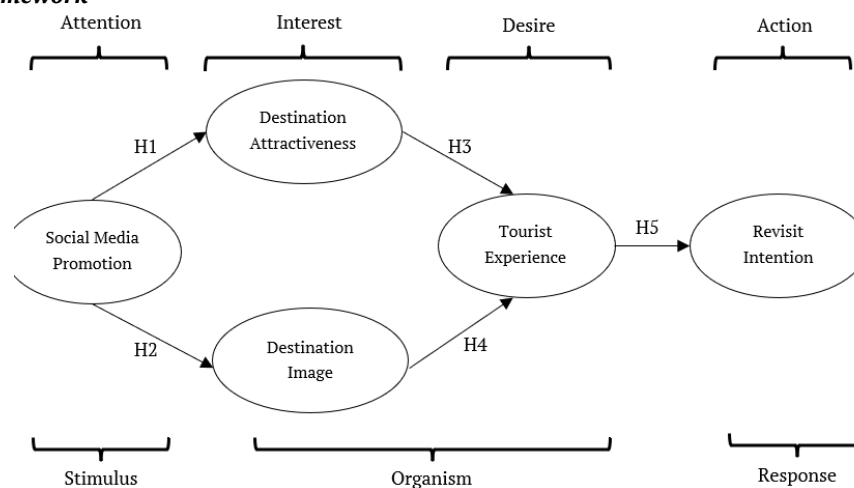 Attention
Interest
Desire
Action
Destination
Attractiveness
H1
H3
Social Media
Promotion
Tourist
Experience
H5
Revisit
Intention
H2
Destination
Image
H4
Stimulus
Organism
Response